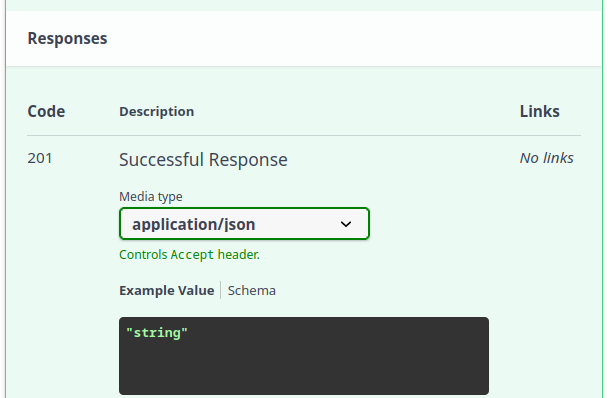 Responses
Code Description Links
201 Successful Response No links
Media type
application/json
Controls Accept header.
Example Value Schema
"string"